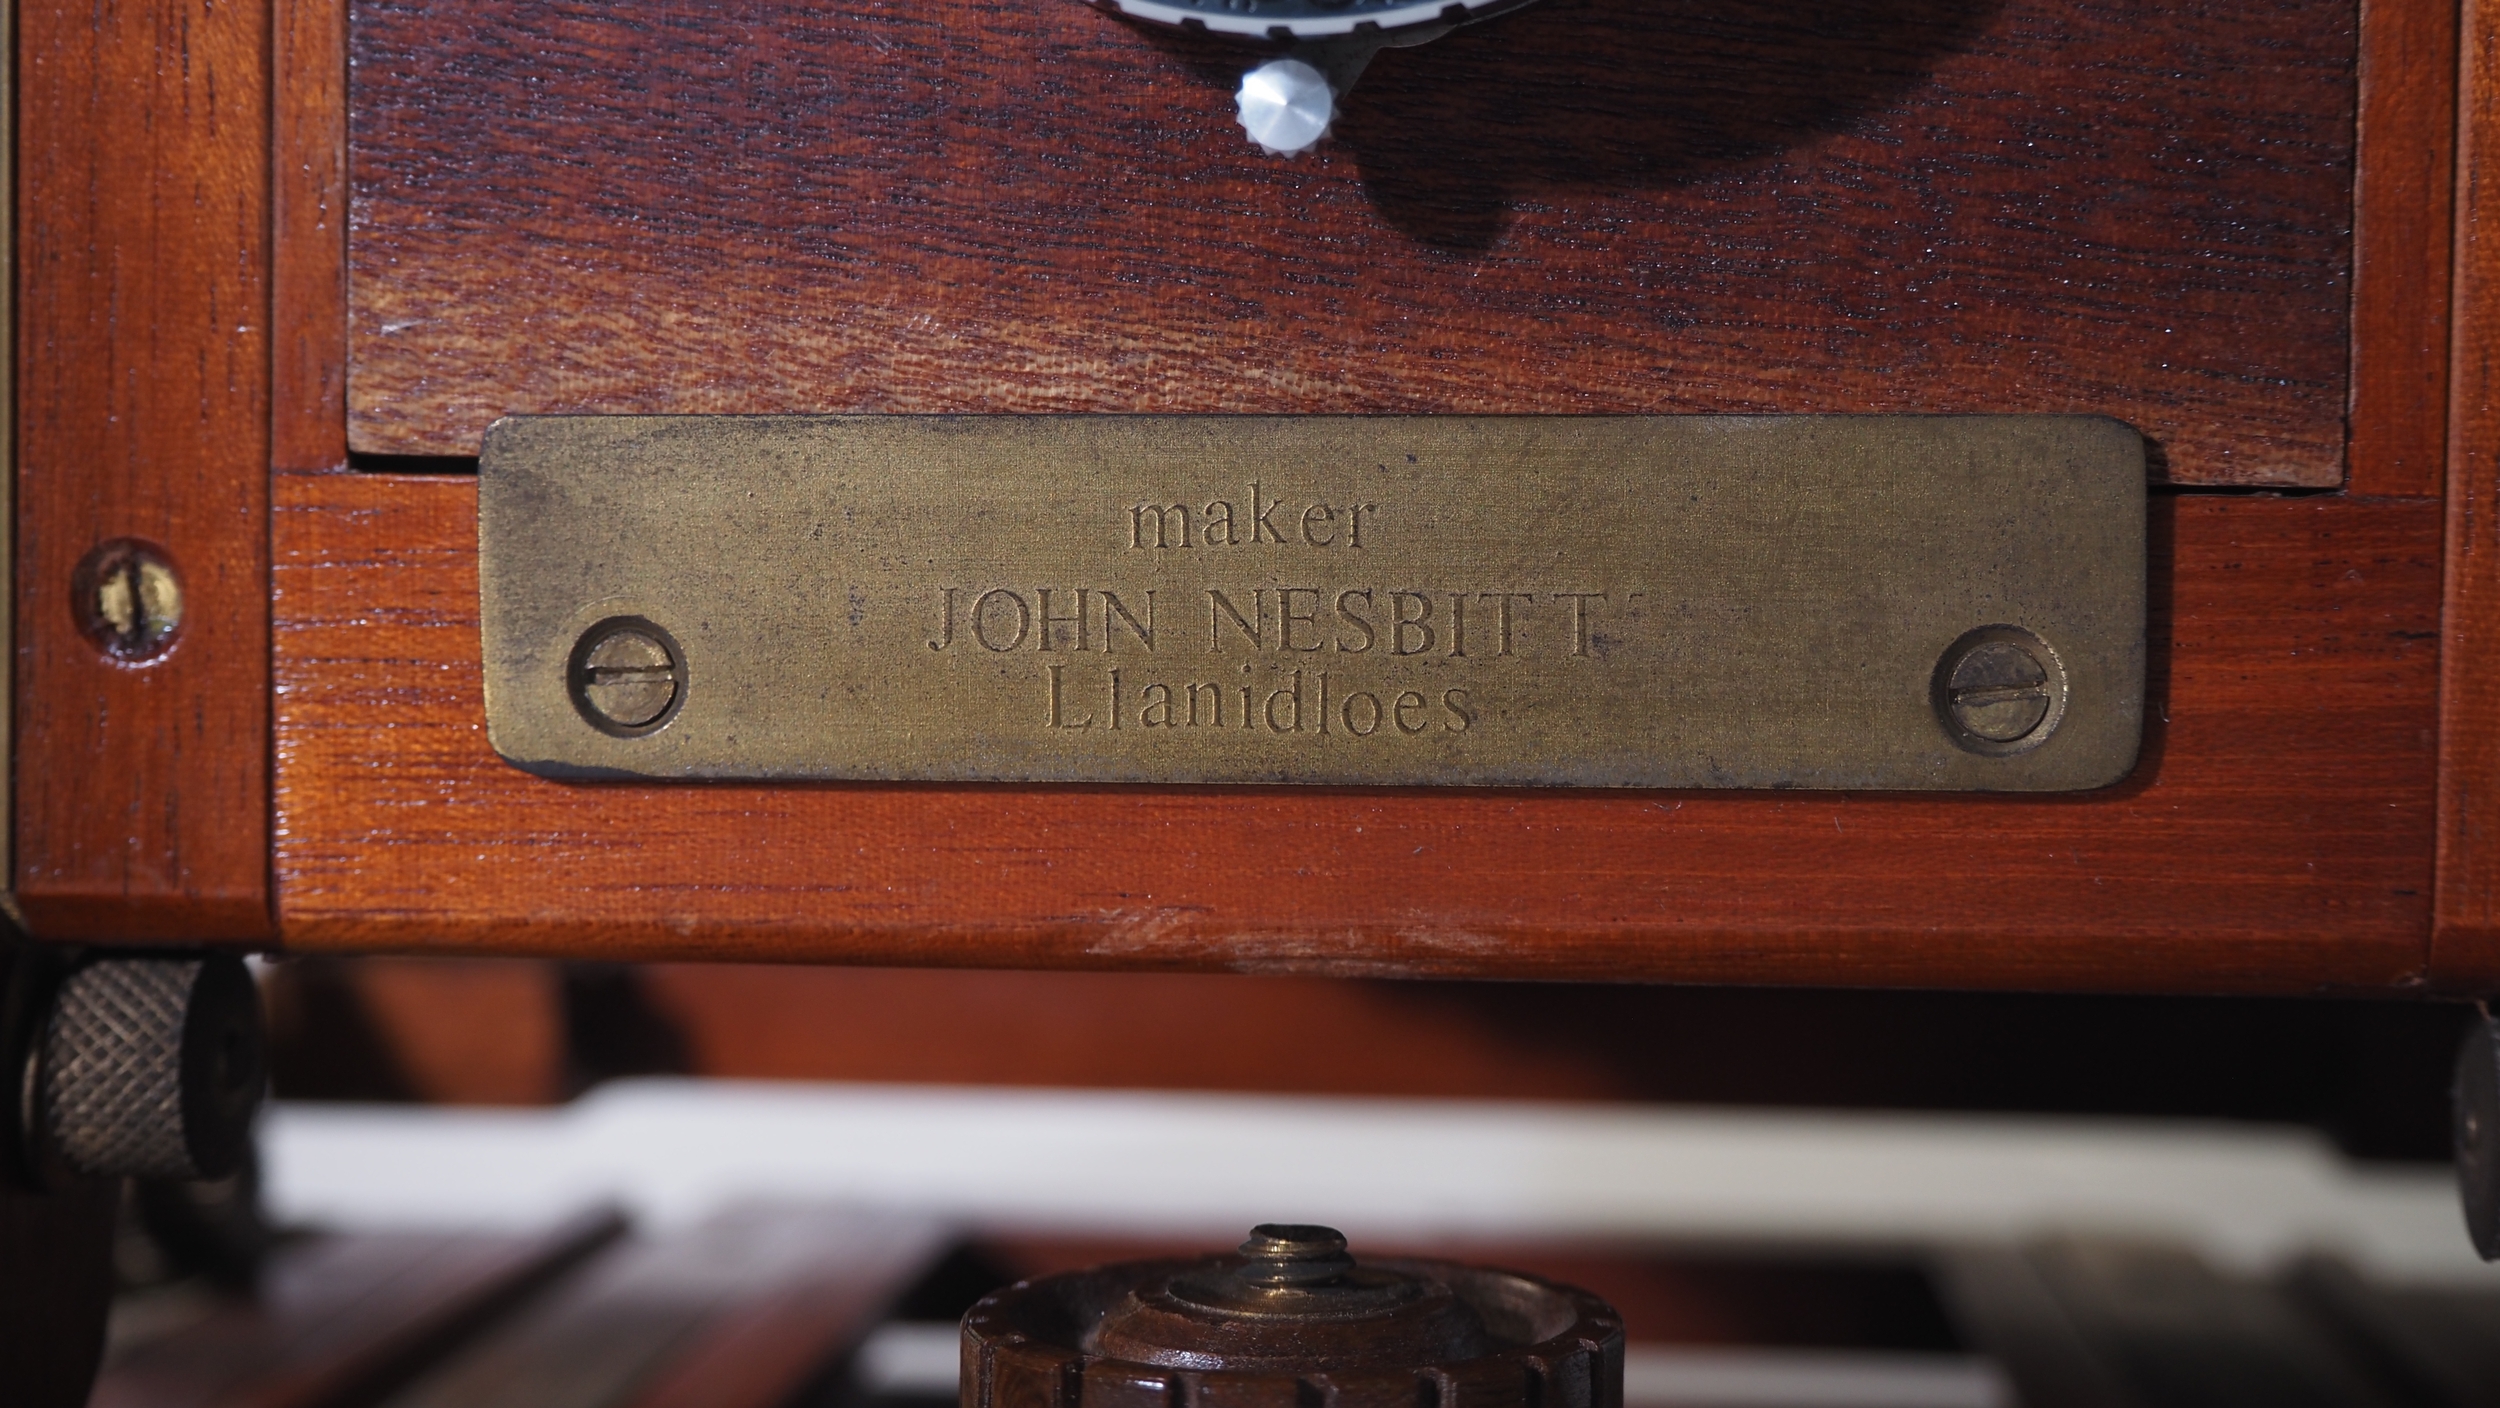 maker
JOHN NESBITT
Llanidloes